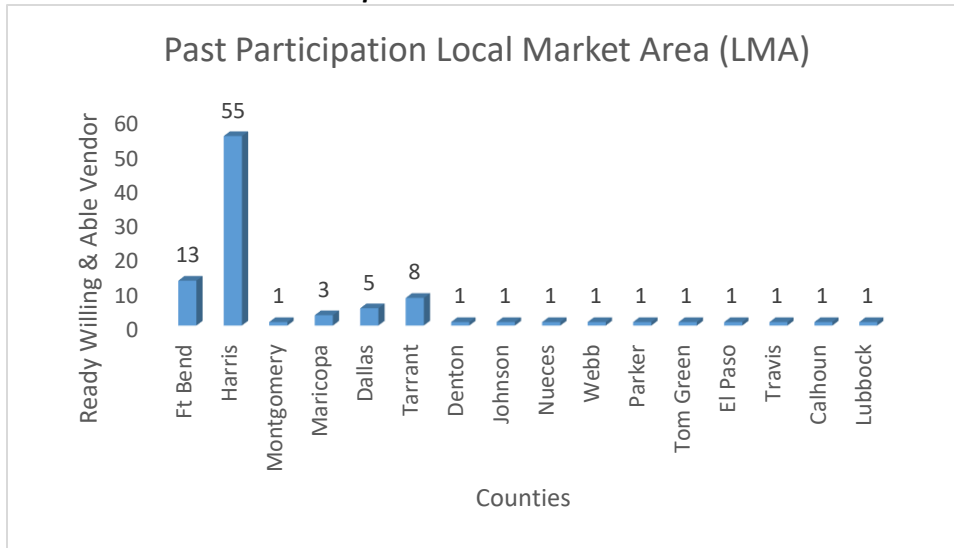 Past Participation Local Market Area (LMA)
Ready Willing & Able Vendor
60
50
40
30
20
10
0
13
55
1
3
5
8
1
1
1
1
1
1
1
1
1
1
Ft Bend
Harris
Montgomery
Maricopa
Dallas
Tarrant
Denton
Johnson
Nueces
Webb
Parker
Tom Green
El Paso
Travis
Calhoun
Lubbock
Counties